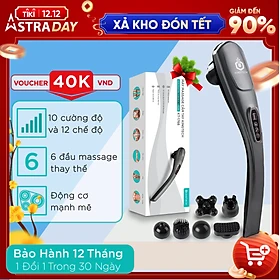 TIKI 12.12
ASTRA DAY
XẢ KHO ĐÓN TẾT
GIẢM ĐẾN
90%
VOUCHER 40K VND
10 cường độ
và 12 chế độ
6 6 đầu massage
thay thế
Động cơ
mạnh mẽ
Bảo Hành 12 Tháng
1 Đổi 1 Trong 30 Ngày